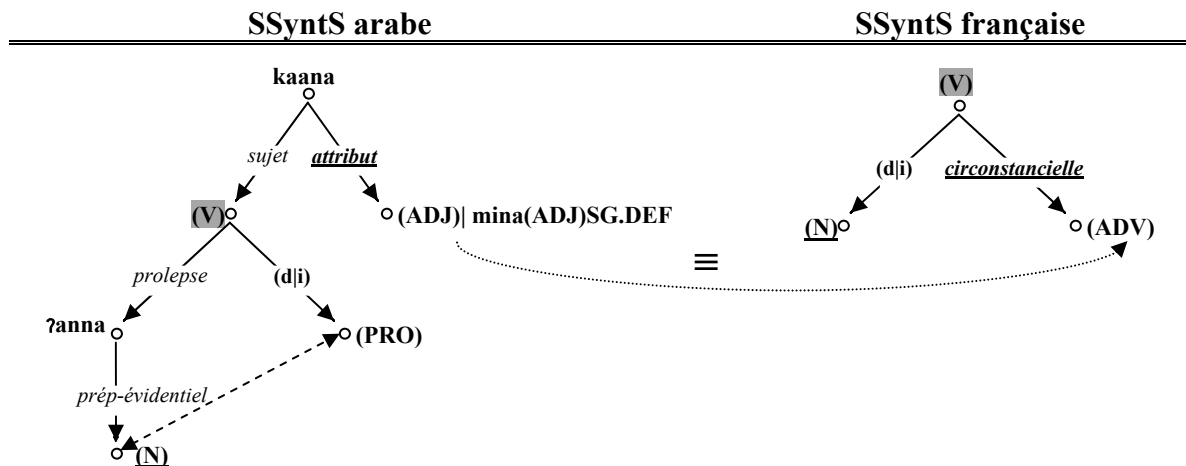 SSyntS arabe SSyntS française
kaana (V)
sujet attribut (d|i) circonstancielle
(V) (ADJ)| mina(ADJ)SG.DEF (N) (ADV)
≡
prolepse (d|i)
ʔanna (PRO)
prép-évidentiel
(N)